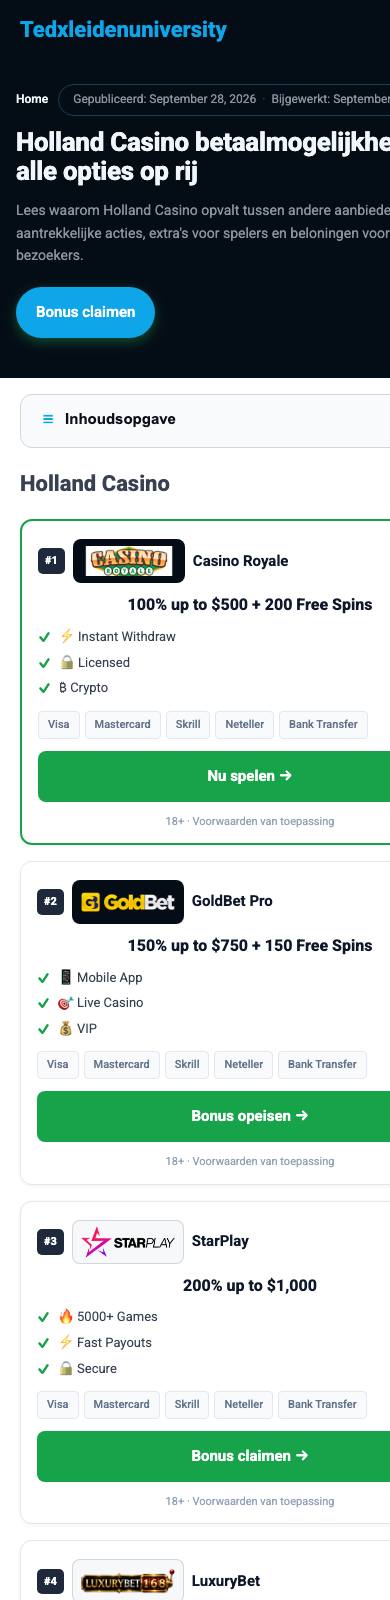 Tedxleidenuniversity
Home
Gepubliceerd: September 28, 2026 · Bijgewerkt: September
Holland Casino betaalmogelijkhe
alle opties op rij
Lees waarom Holland Casino opvalt tussen andere aanbiede
aantrekkelijke acties, extra's voor spelers en beloningen voor
bezoekers.
Bonus claimen
≡ Inhoudsopgave
Holland Casino
#1
CASINO
ROYALE
Casino Royale
100% up to $500 + 200 Free Spins
✓ ⚡ Instant Withdraw
✓ 🔒 Licensed
✓ ₿ Crypto
Visa Mastercard Skrill Neteller Bank Transfer
Nu spelen →
18+ · Voorwaarden van toepassing
#2
GoldBet
GoldBet Pro
150% up to $750 + 150 Free Spins
✓ 📱 Mobile App
✓ 🎯 Live Casino
✓ 💰 VIP
Visa Mastercard Skrill Neteller Bank Transfer
Bonus opeisen →
18+ · Voorwaarden van toepassing
#3
STARPLAY
StarPlay
200% up to $1,000
✓ 🔥 5000+ Games
✓ ⚡ Fast Payouts
✓ 🔒 Secure
Visa Mastercard Skrill Neteller Bank Transfer
Bonus claimen →
18+ · Voorwaarden van toepassing
#4
LUXURYBET168
LuxuryBet